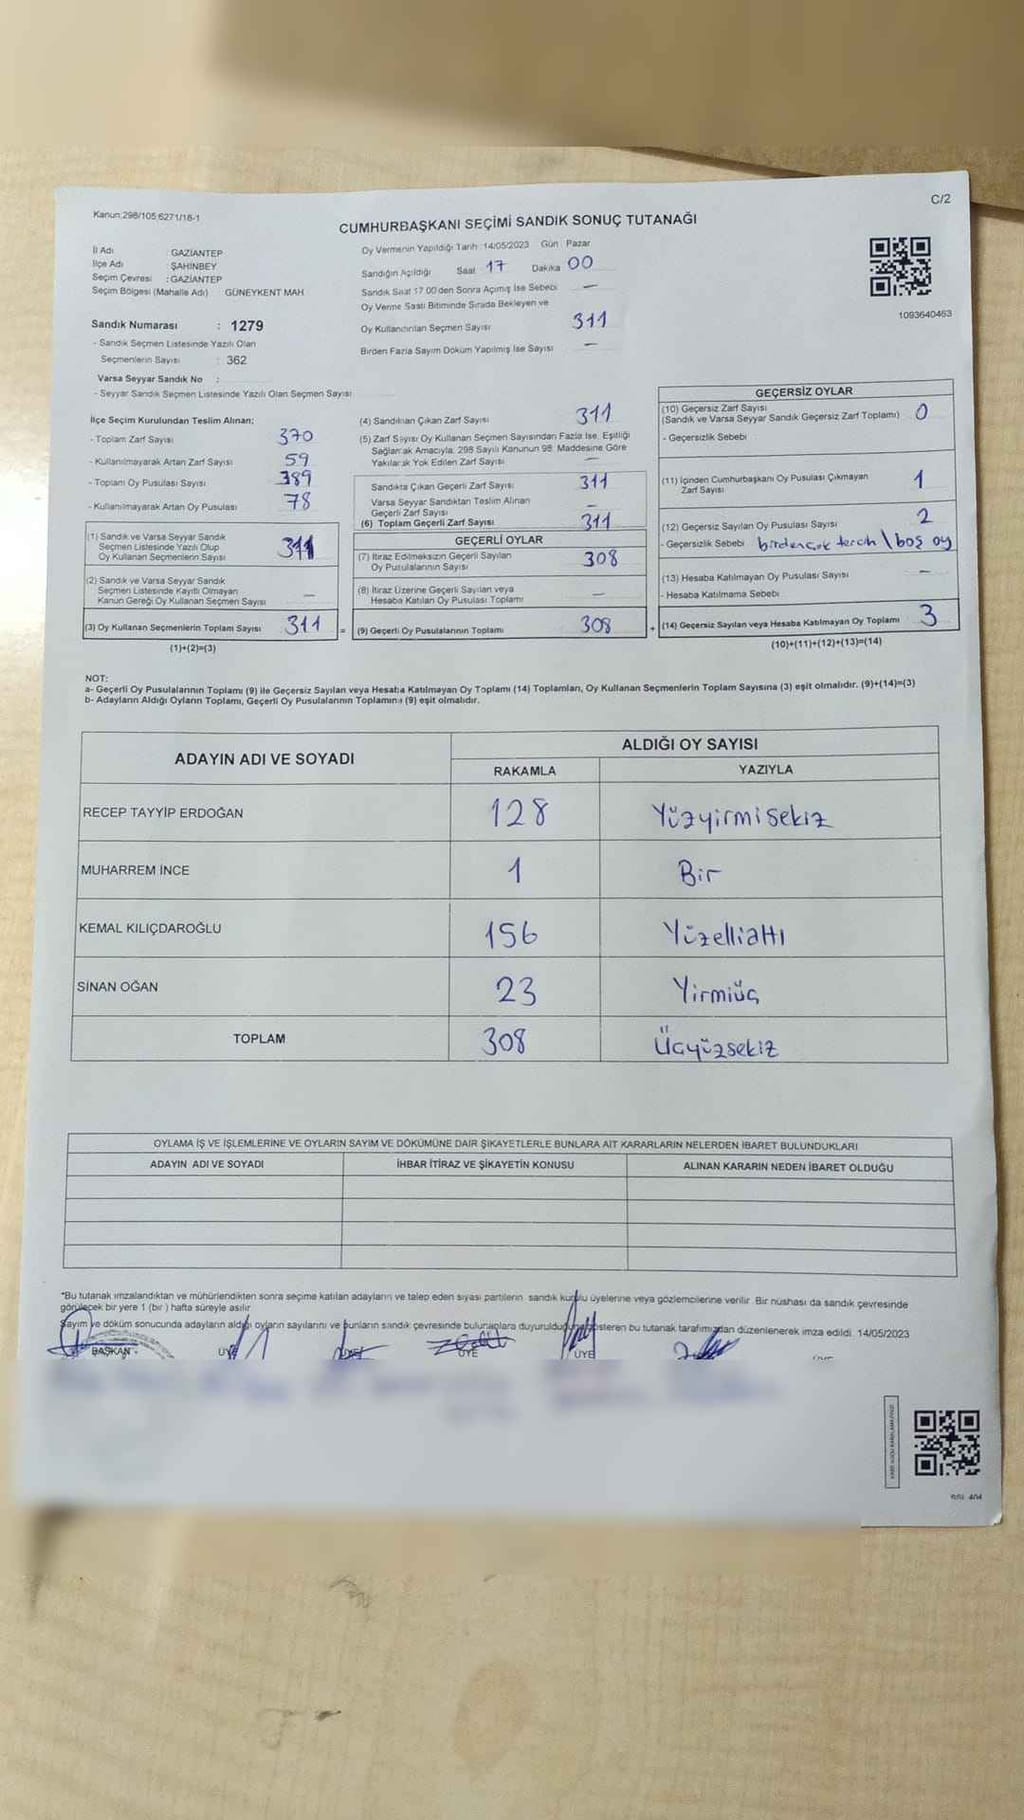 C/2
Kanun:298/105 6271/18-1
CUMHURBAŞKANI SEÇİMİ SANDIK SONUÇ TUTANAĞI
İl Adı : GAZİANTEP
İlçe Adı : ŞAHİNBEY
Seçim Çevresi : GAZİANTEP
Seçim Bölgesi (Mahalle Adı) GÜNEYKENT MAH
Sandık Numarası : 1279
- Sandık Seçmen Listesinde Yazılı Olan
Seçmenlerin Sayısı : 362
Varsa Seyyar Sandık No :
- Seyyar Sandık Seçmen Listesinde Yazılı Olan Seçmen Sayısı
Oy Vermenin Yapıldığı Tarih 14/05/2023 Gün Pazar
Sandığın Açıldığı Saat 17 Dakika 00
Sandık Saat 17.00'den Sonra Açımış İse Sebebi —
Oy Verme Saati Bitiminde Sırada Bekleyen ve
Oy Kullandırılan Seçmen Sayısı 311
Birden Fazla Sayım Döküm Yapılmış İse Sayısı —
1093640463
İlçe Seçim Kurulundan Teslim Alınan;
- Toplam Zarf Sayısı 370
- Kullanılmayarak Artan Zarf Sayısı 59
- Toplam Oy Pusulası Sayısı 389
- Kullanılmayarak Artan Oy Pusulası 78
(1) Sandık ve Varsa Seyyar Sandık
Seçmen Listesinde Yazılı Olup
Oy Kullanan Seçmenlerin Sayısı 311
(2) Sandık ve Varsa Seyyar Sandık
Seçmen Listesinde Kayıtlı Olmayan
Kanun Gereği Oy Kullanan Seçmen Sayısı —
(3) Oy Kullanan Seçmenlerin Toplam Sayısı 311 =
(1)+(2)=(3)
(4) Sandıktan Çıkan Zarf Sayısı 311
(5) Zarf Sayısı Oy Kullanan Seçmen Sayısından Fazla İse, Eşitliği
Sağlamak Amacıyla, 298 Sayılı Kanunun 98. Maddesine Göre
Yakılarak Yok Edilen Zarf Sayısı —
Sandıkta Çıkan Geçerli Zarf Sayısı 311
Varsa Seyyar Sandıktan Teslim Alınan
Geçerli Zarf Sayısı —
(6) Toplam Geçerli Zarf Sayısı 311
GEÇERLİ OYLAR
(7) İtiraz Edilmeksizin Geçerli Sayılan
Oy Pusulalarının Sayısı 308
(8) İtiraz Üzerine Geçerli Sayılan veya
Hesaba Katılan Oy Pusulası Toplamı —
(9) Geçerli Oy Pusulalarının Toplamı 308 +
GEÇERSİZ OYLAR
(10) Geçersiz Zarf Sayısı
(Sandık ve Varsa Seyyar Sandık Geçersiz Zarf Toplamı) 0
- Geçersizlik Sebebi
(11) İçinden Cumhurbaşkanı Oy Pusulası Çıkmayan
Zarf Sayısı 1
(12) Geçersiz Sayılan Oy Pusulası Sayısı 2
- Geçersizlik Sebebi birdençok tercih \ boş oy
(13) Hesaba Katılmayan Oy Pusulası Sayısı —
- Hesaba Katılmama Sebebi
(14) Geçersiz Sayılan veya Hesaba Katılmayan Oy Toplamı 3
(10)+(11)+(12)+(13)=(14)
NOT:
a- Geçerli Oy Pusulalarının Toplamı (9) ile Geçersiz Sayılan veya Hesaba Katılmayan Oy Toplamı (14) Toplamları, Oy Kullanan Seçmenlerin Toplam Sayısına (3) eşit olmalıdır. (9)+(14)=(3)
b- Adayların Aldığı Oyların Toplamı, Geçerli Oy Pusulalarının Toplamına (9) eşit olmalıdır.
ADAYIN ADI VE SOYADI ALDIĞI OY SAYISI
RAKAMLA YAZIYLA
RECEP TAYYİP ERDOĞAN 128 Yüzyirmisekiz
MUHARREM İNCE 1 Bir
KEMAL KILIÇDAROĞLU 156 Yüzelliattı
SİNAN OĞAN 23 Yirmiüç
TOPLAM 308 Üçyüzsekiz
OYLAMA İŞ VE İŞLEMLERİNE VE OYLARIN SAYIM VE DÖKÜMÜNE DAİR ŞİKAYETLERLE BUNLARA AİT KARARLARIN NELERDEN İBARET BULUNDUKLARI
ADAYIN ADI VE SOYADI İHBAR İTİRAZ VE ŞİKAYETİN KONUSU ALINAN KARARIN NEDEN İBARET OLDUĞU
*Bu tutanak imzalandıktan ve mühürlendikten sonra seçime katılan adayların ve talep eden siyasi partilerin sandık kurulu üyelerine veya gözlemcilerine verilir. Bir nüshası da sandık çevresinde
görülecek bir yere 1 (bir) hafta süreyle asılır.
Sayım ve döküm sonucunda adayların aldığı oyların sayılarını ve bunların sandık çevresinde bulunanlara duyurulduğunu gösteren bu tutanak tarafımızdan düzenlenerek imza edildi. 14/05/2023
BAŞKAN ÜYE ÜYE ÜYE